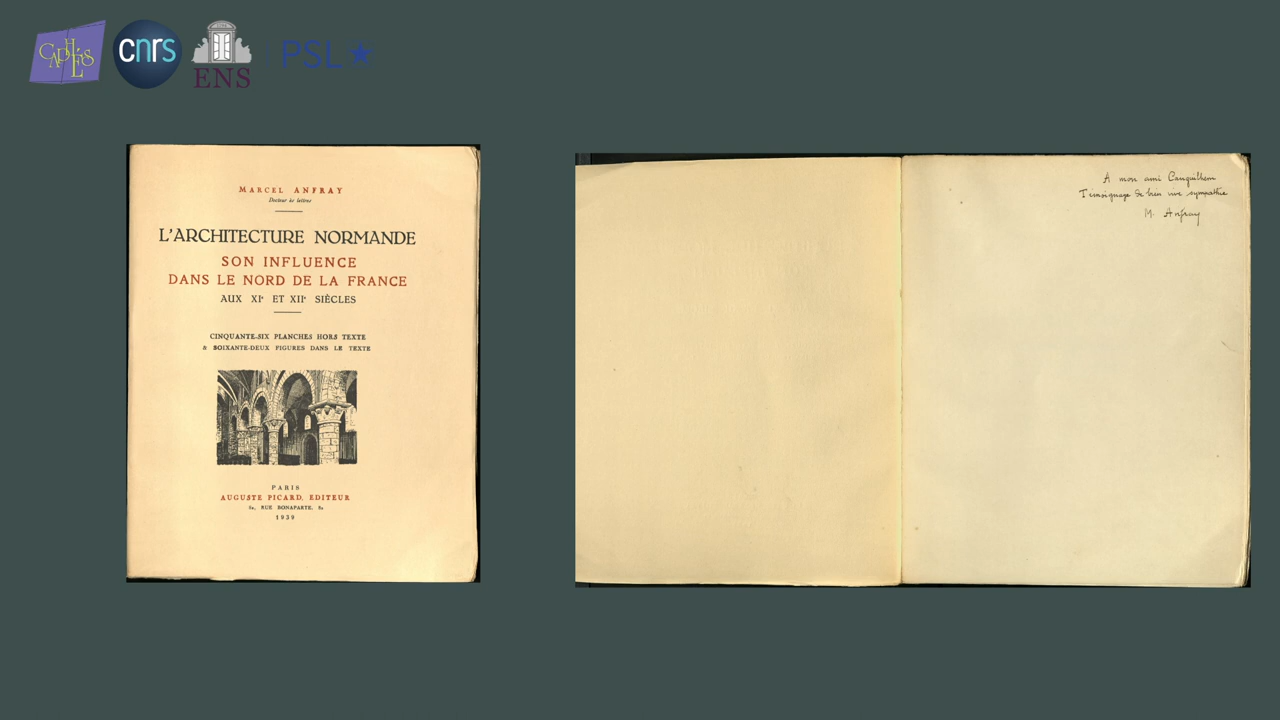 CAPHÉS
cnrs
ENS
PSL
MARCEL ANFRAY
Docteur ès lettres
L'ARCHITECTURE NORMANDE
SON INFLUENCE
DANS LE NORD DE LA FRANCE
AUX XIe ET XIIe SIÈCLES
CINQUANTE-SIX PLANCHES HORS TEXTE
& SOIXANTE-DEUX FIGURES DANS LE TEXTE
PARIS
AUGUSTE PICARD, EDITEUR
82, RUE BONAPARTE, 82
1939
A mon ami Canguilhem
Témoignage de bien vive sympathie
M. Anfray